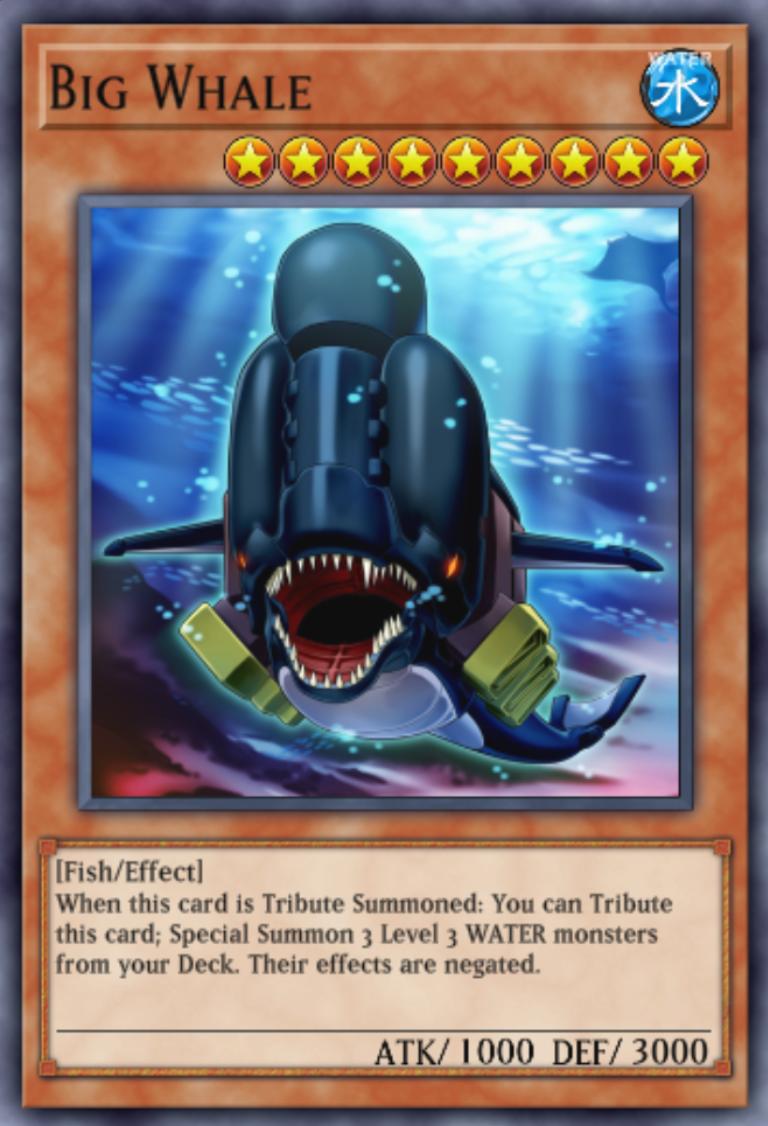 Big Whale
WATER
水
[Fish/Effect]
When this card is Tribute Summoned: You can Tribute
this card; Special Summon 3 Level 3 WATER monsters
from your Deck. Their effects are negated.
ATK/ 1000 DEF/ 3000